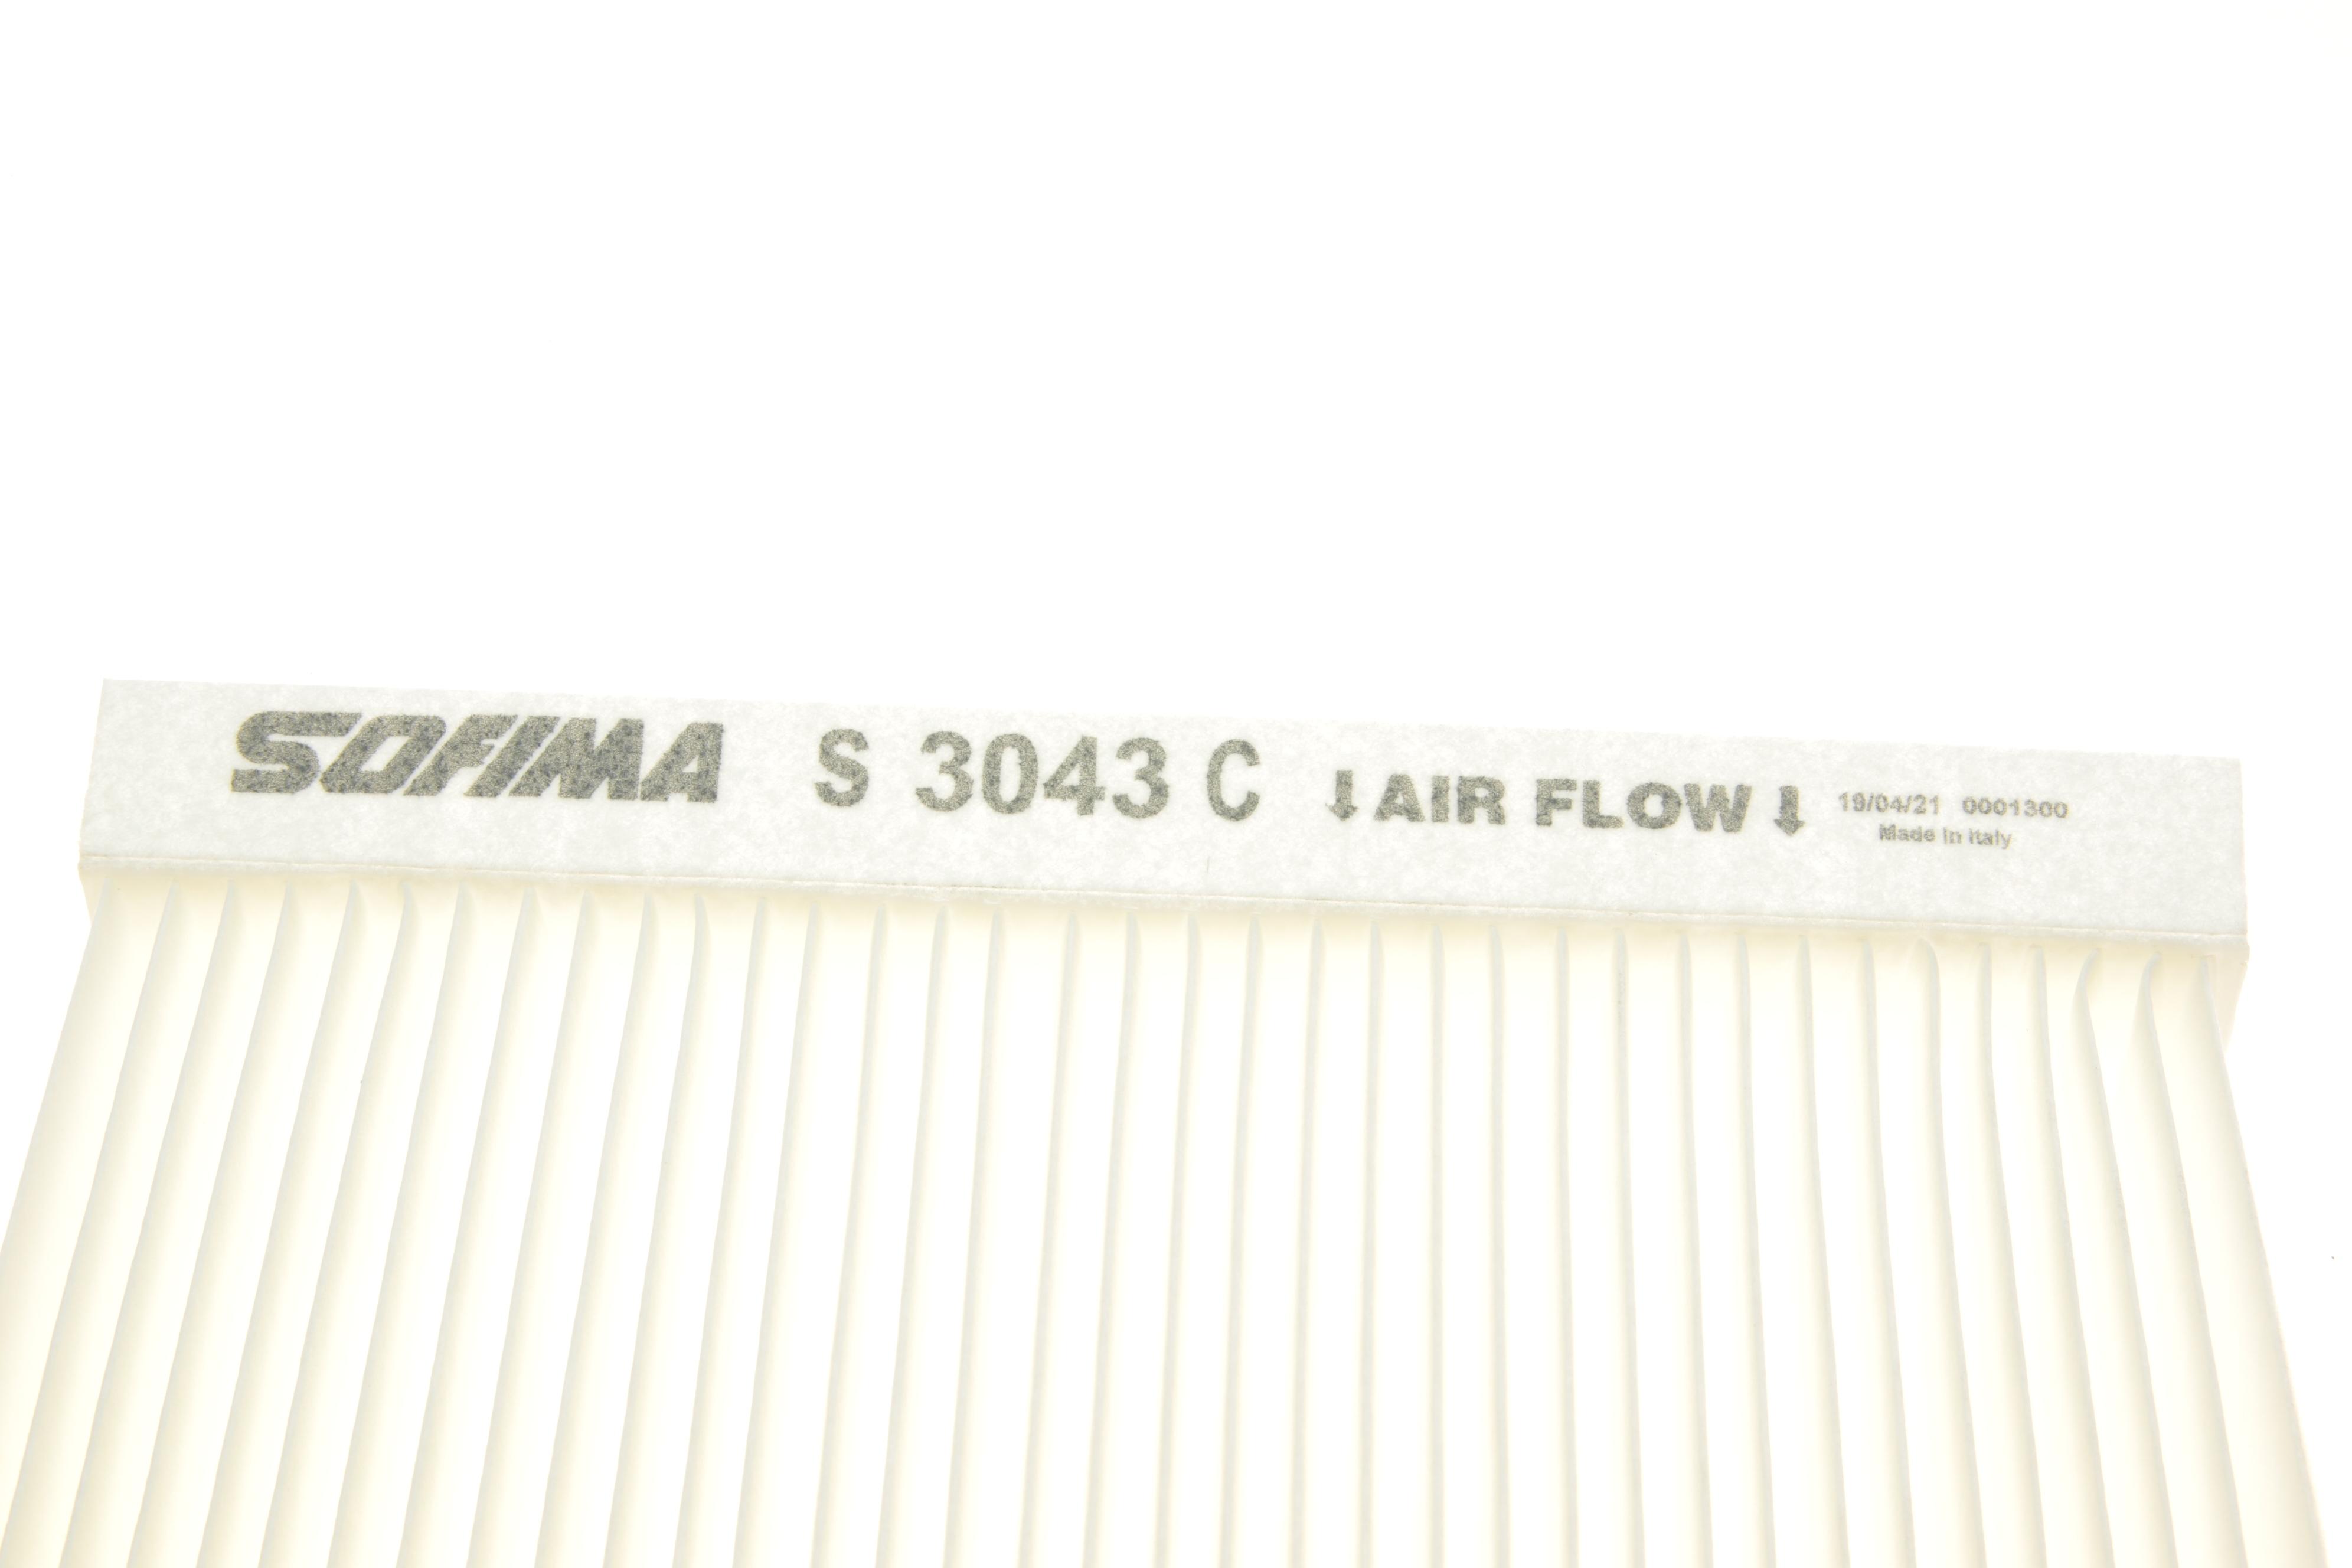 SOFIMA S 3043 C ↓ AIR FLOW ↓ 19/04/21 0001300
Made in Italy